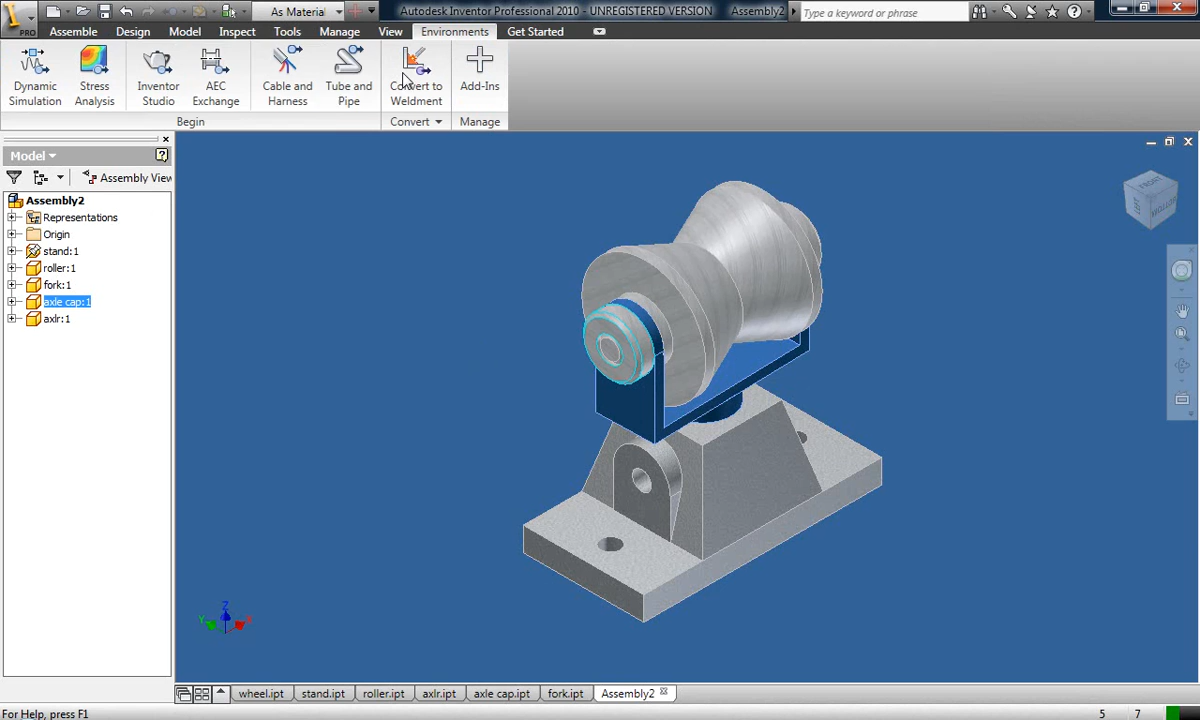 As Material
Autodesk Inventor Professional 2010 - UNREGISTERED VERSION
Assembly2
Type a keyword or phrase
PRO
Assemble Design Model Inspect Tools Manage View Environments Get Started
Dynamic Simulation
Stress Analysis
Inventor Studio
AEC Exchange
Cable and Harness
Tube and Pipe
Convert to Weldment
Add-Ins
Begin
Convert
Manage
Model
Assembly View
Assembly2
Representations
Origin
stand:1
roller:1
fork:1
axle cap:1
axlr:1
FRONT
BOTTOM
Z
Y
X
wheel.ipt stand.ipt roller.ipt axlr.ipt axle cap.ipt fork.ipt Assembly2
For Help, press F1
5 7